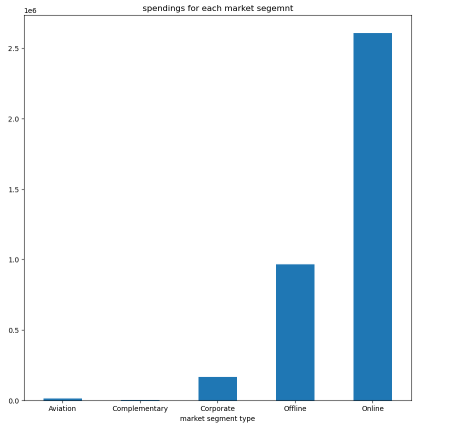 spendings for each market segemnt
1e6
2.5
2.0
1.5
1.0
0.5
0.0
Aviation Complementary Corporate Offline Online
market segment type